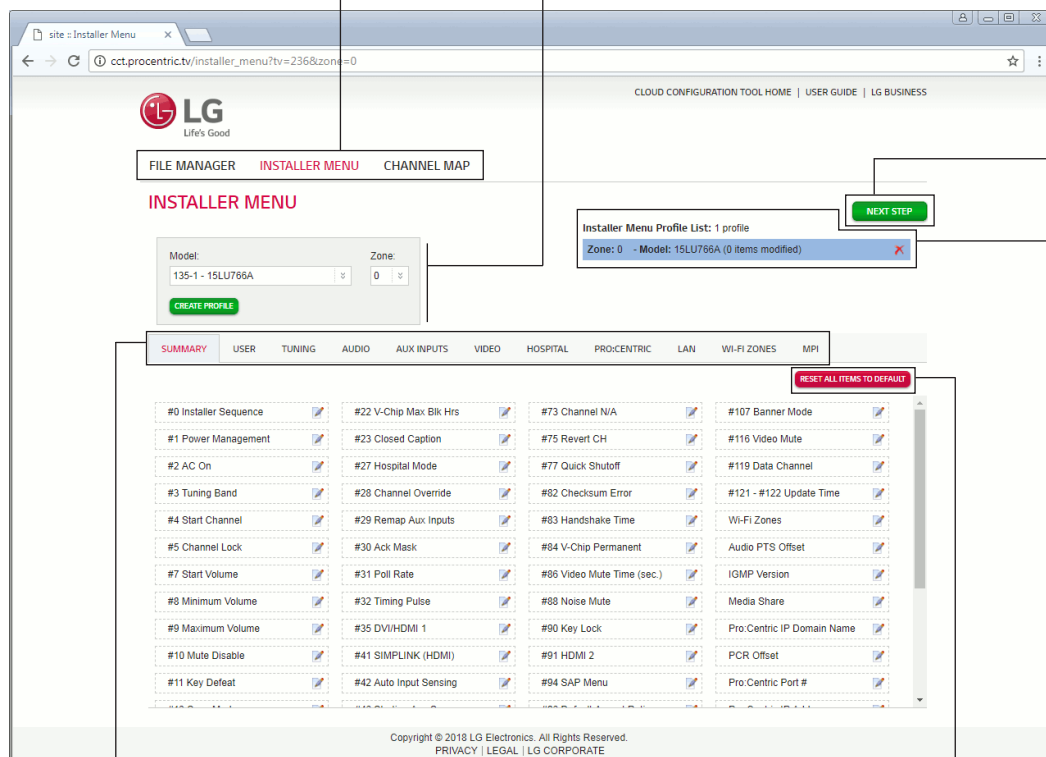 site :: Installer Menu
cct.procentric.tv/installer_menu?tv=236&zone=0
CLOUD CONFIGURATION TOOL HOME | USER GUIDE | LG BUSINESS
LG
Life's Good
FILE MANAGER INSTALLER MENU CHANNEL MAP
INSTALLER MENU
NEXT STEP
Installer Menu Profile List: 1 profile
Zone: 0 - Model: 15LU766A (0 items modified)
Model: Zone:
135-1 - 15LU766A 0
CREATE PROFILE
SUMMARY USER TUNING AUDIO AUX INPUTS VIDEO HOSPITAL PRO:CENTRIC LAN WI-FI ZONES MPI
RESET ALL ITEMS TO DEFAULT
#0 Installer Sequence #22 V-Chip Max Blk Hrs #73 Channel N/A #107 Banner Mode
#1 Power Management #23 Closed Caption #75 Revert CH #116 Video Mute
#2 AC On #27 Hospital Mode #77 Quick Shutoff #119 Data Channel
#3 Tuning Band #28 Channel Override #82 Checksum Error #121 - #122 Update Time
#4 Start Channel #29 Remap Aux Inputs #83 Handshake Time Wi-Fi Zones
#5 Channel Lock #30 Ack Mask #84 V-Chip Permanent Audio PTS Offset
#7 Start Volume #31 Poll Rate #86 Video Mute Time (sec.) IGMP Version
#8 Minimum Volume #32 Timing Pulse #88 Noise Mute Media Share
#9 Maximum Volume #35 DVI/HDMI 1 #90 Key Lock Pro:Centric IP Domain Name
#10 Mute Disable #41 SIMPLINK (HDMI) #91 HDMI 2 PCR Offset
#11 Key Defeat #42 Auto Input Sensing #94 SAP Menu Pro:Centric Port #
Copyright © 2018 LG Electronics. All Rights Reserved.
PRIVACY | LEGAL | LG CORPORATE